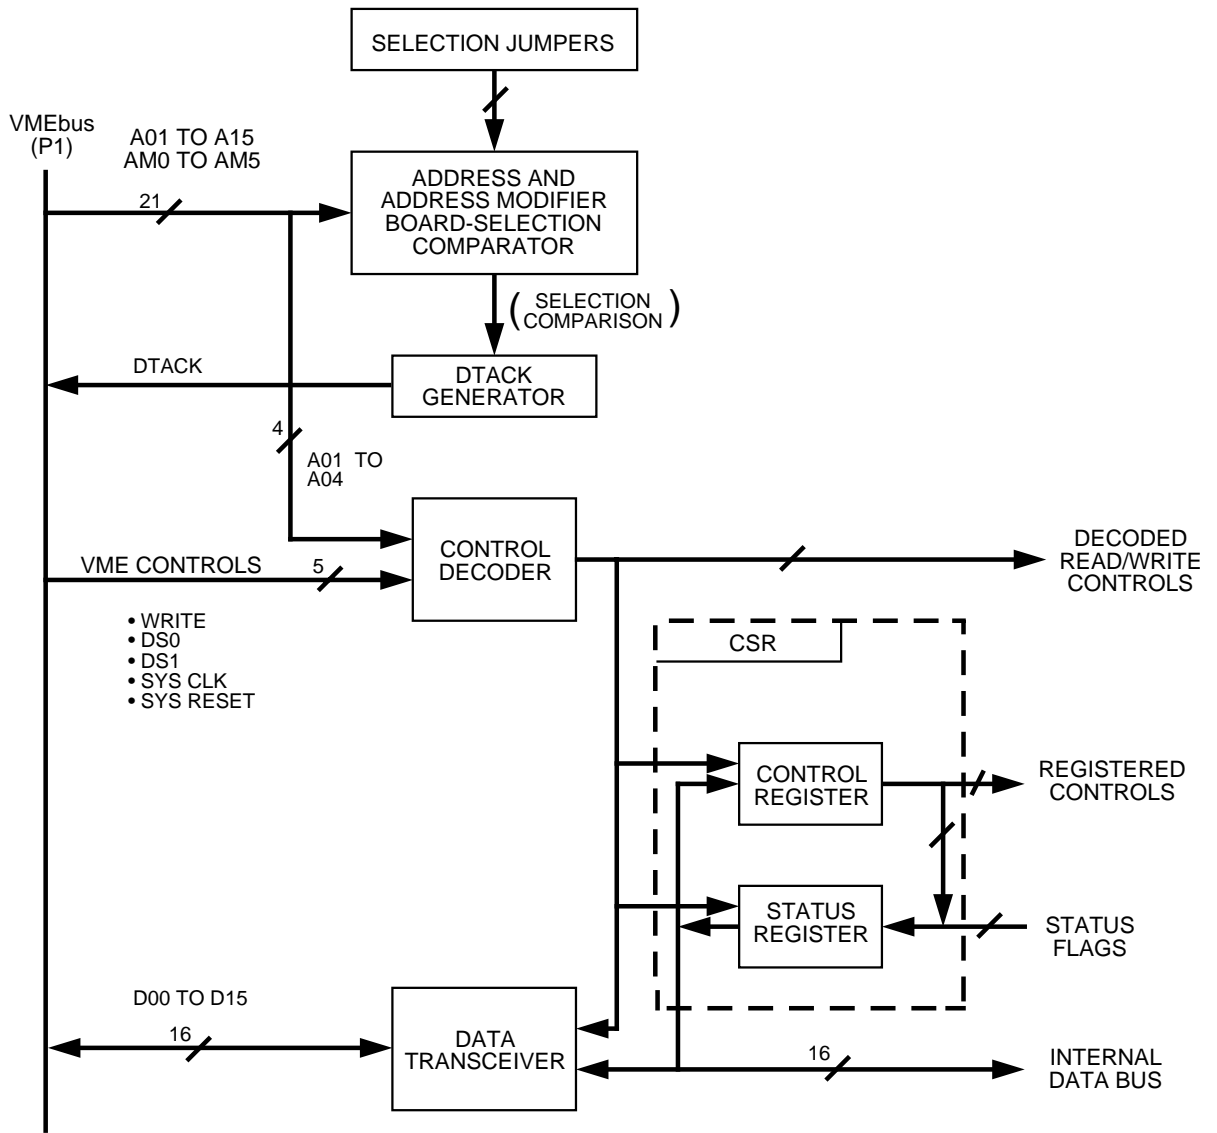 SELECTION JUMPERS
VMEbus
(P1)
A01 TO A15
AM0 TO AM5
21
ADDRESS AND
ADDRESS MODIFIER
BOARD-SELECTION
COMPARATOR
(SELECTION
COMPARISON)
DTACK
DTACK
GENERATOR
4
A01 TO
A04
CONTROL
DECODER
VME CONTROLS
5
• WRITE
• DS0
• DS1
• SYS CLK
• SYS RESET
DECODED
READ/WRITE
CONTROLS
CSR
CONTROL
REGISTER
REGISTERED
CONTROLS
STATUS
REGISTER
STATUS
FLAGS
D00 TO D15
16
DATA
TRANSCEIVER
16
INTERNAL
DATA BUS